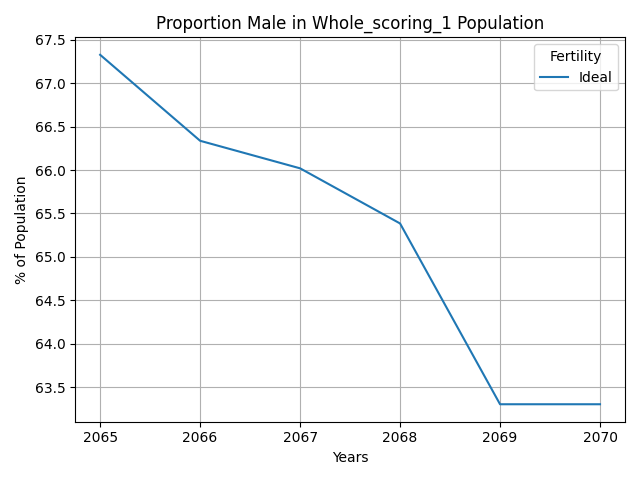 Proportion Male in Whole_scoring_1 Population
67.5
67.0
66.5
66.0
65.5
65.0
64.5
64.0
63.5
% of Population
Fertility
Ideal
2065 2066 2067 2068 2069 2070
Years